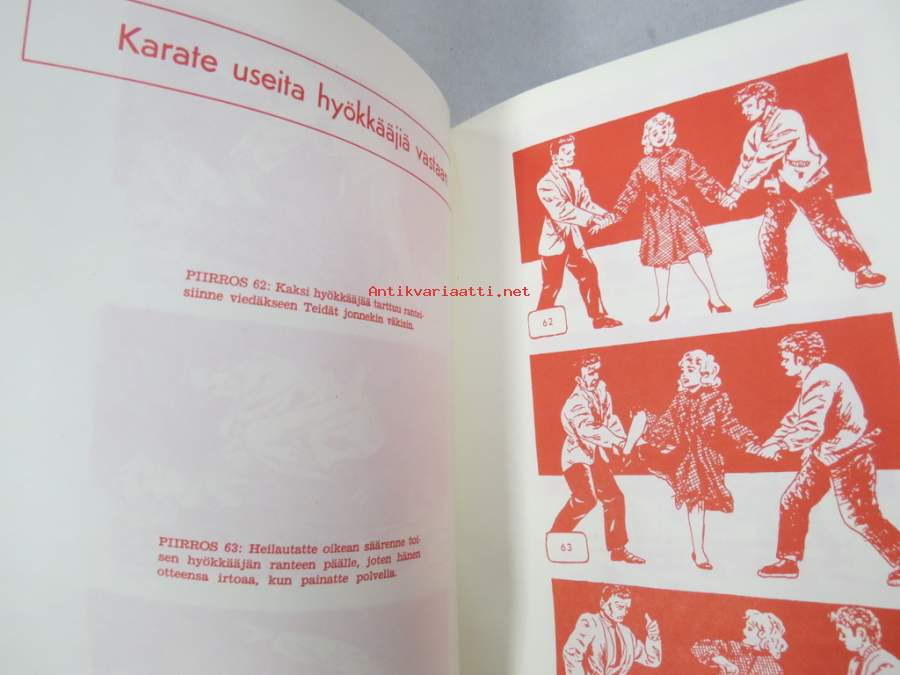 Karate useita hyökkääjiä vastaan
PIIRROS 62: Kaksi hyökkääjää tarttuu rantei-
siinne viedäkseen Teidät jonnekin väkisin.
Antikvariaatti.net
PIIRROS 63: Heilautatte oikean säärenne toi-
sen hyökkääjän ranteen päälle, joten hänen
otteensa irtoaa, kun painatte polvella.
62
63